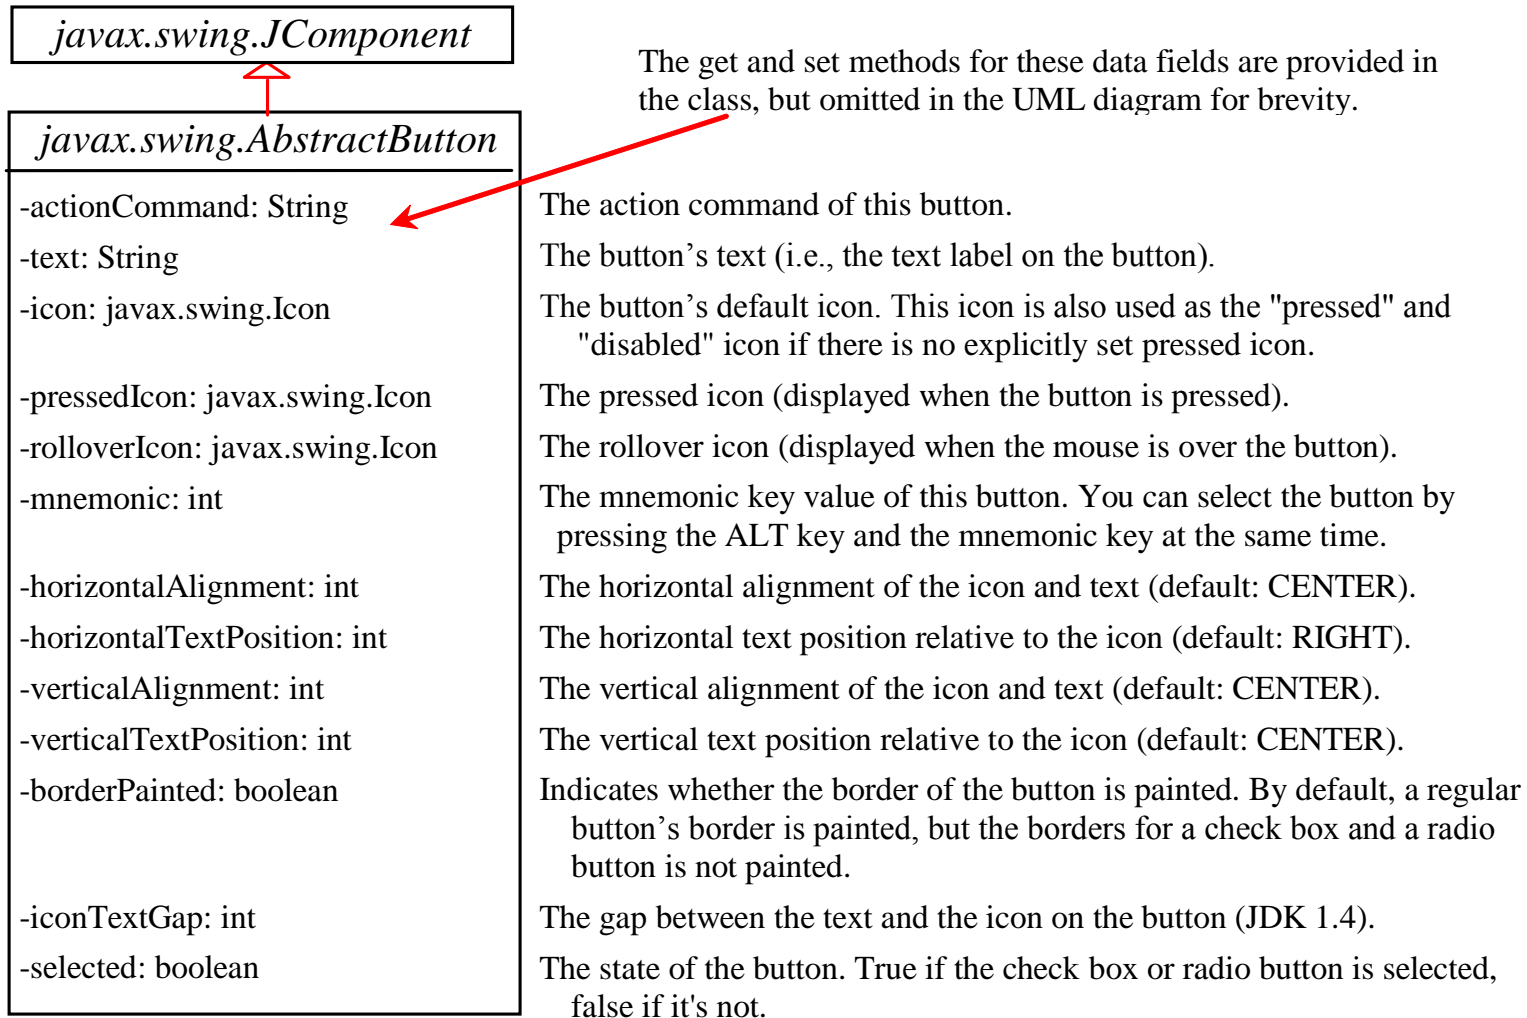 javax.swing.JComponent
The get and set methods for these data fields are provided in
the class, but omitted in the UML diagram for brevity.
javax.swing.AbstractButton
-actionCommand: String
The action command of this button.
-text: String
The button’s text (i.e., the text label on the button).
-icon: javax.swing.Icon
The button’s default icon. This icon is also used as the "pressed" and
"disabled" icon if there is no explicitly set pressed icon.
-pressedIcon: javax.swing.Icon
The pressed icon (displayed when the button is pressed).
-rolloverIcon: javax.swing.Icon
The rollover icon (displayed when the mouse is over the button).
-mnemonic: int
The mnemonic key value of this button. You can select the button by
pressing the ALT key and the mnemonic key at the same time.
-horizontalAlignment: int
The horizontal alignment of the icon and text (default: CENTER).
-horizontalTextPosition: int
The horizontal text position relative to the icon (default: RIGHT).
-verticalAlignment: int
The vertical alignment of the icon and text (default: CENTER).
-verticalTextPosition: int
The vertical text position relative to the icon (default: CENTER).
-borderPainted: boolean
Indicates whether the border of the button is painted. By default, a regular
button’s border is painted, but the borders for a check box and a radio
button is not painted.
-iconTextGap: int
The gap between the text and the icon on the button (JDK 1.4).
-selected: boolean
The state of the button. True if the check box or radio button is selected,
false if it's not.